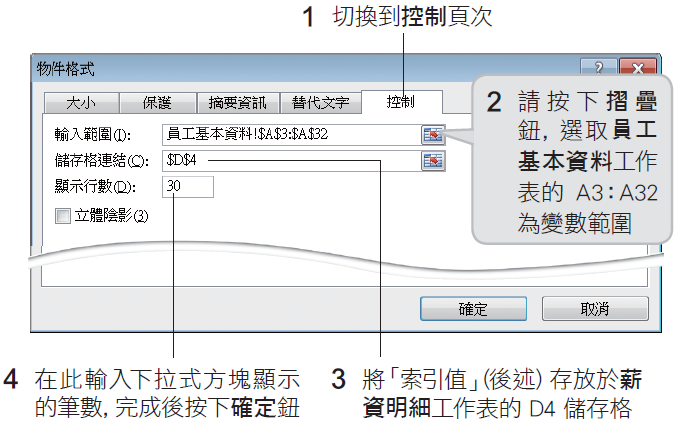 1 切換到控制頁次
物件格式
大小 保護 摘要資訊 替代文字 控制
輸入範圍(I): 員工基本資料!$A$3:$A$32
儲存格連結(C): $D$4
顯示行數(D): 30
立體陰影(3)
2 請按下摺疊
鈕, 選取員工
基本資料工作
表的 A3:A32
為變數範圍
確定 取消
3 將「索引值」(後述) 存放於薪
資明細工作表的 D4 儲存格
4 在此輸入下拉式方塊顯示
的筆數, 完成後按下確定鈕